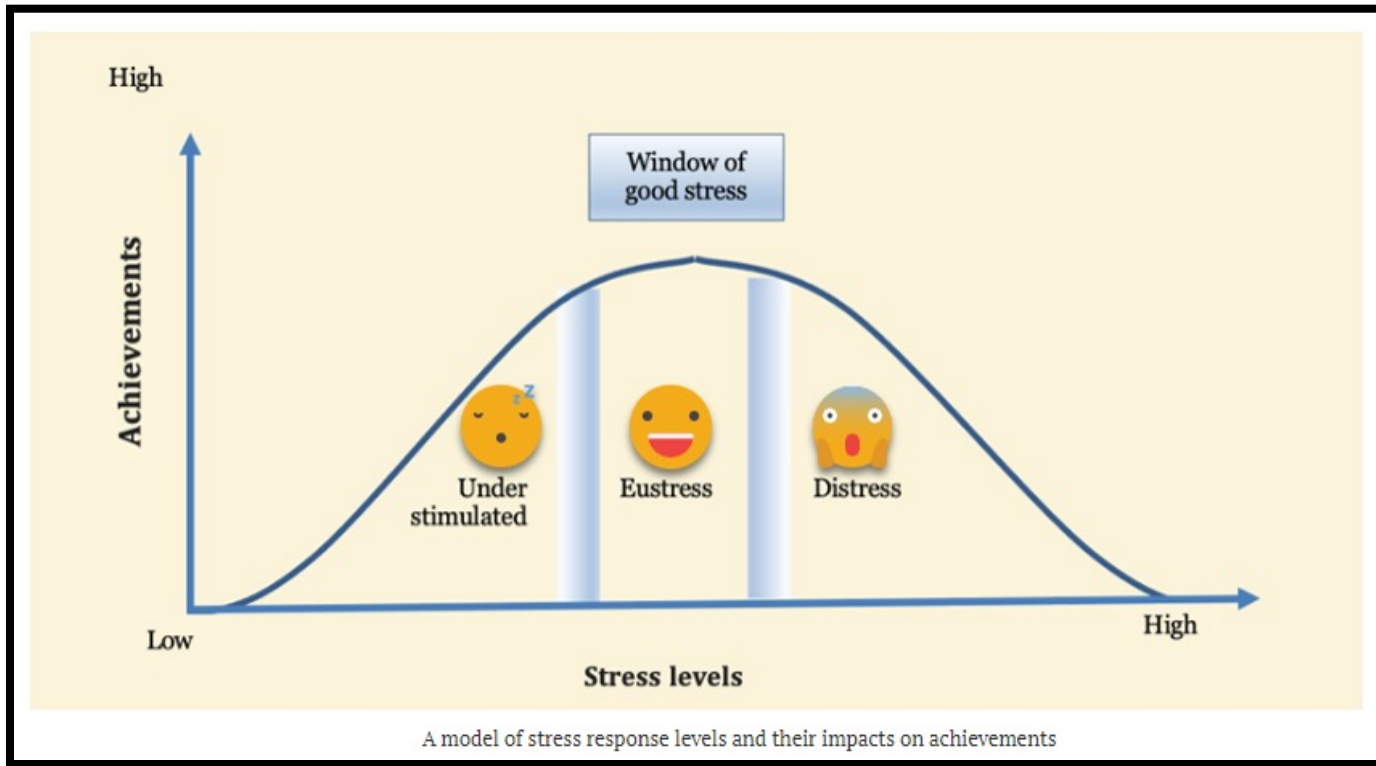 High
Window of
good stress
Achievements
z z
Under
stimulated
Eustress
Distress
Low
High
Stress levels
A model of stress response levels and their impacts on achievements